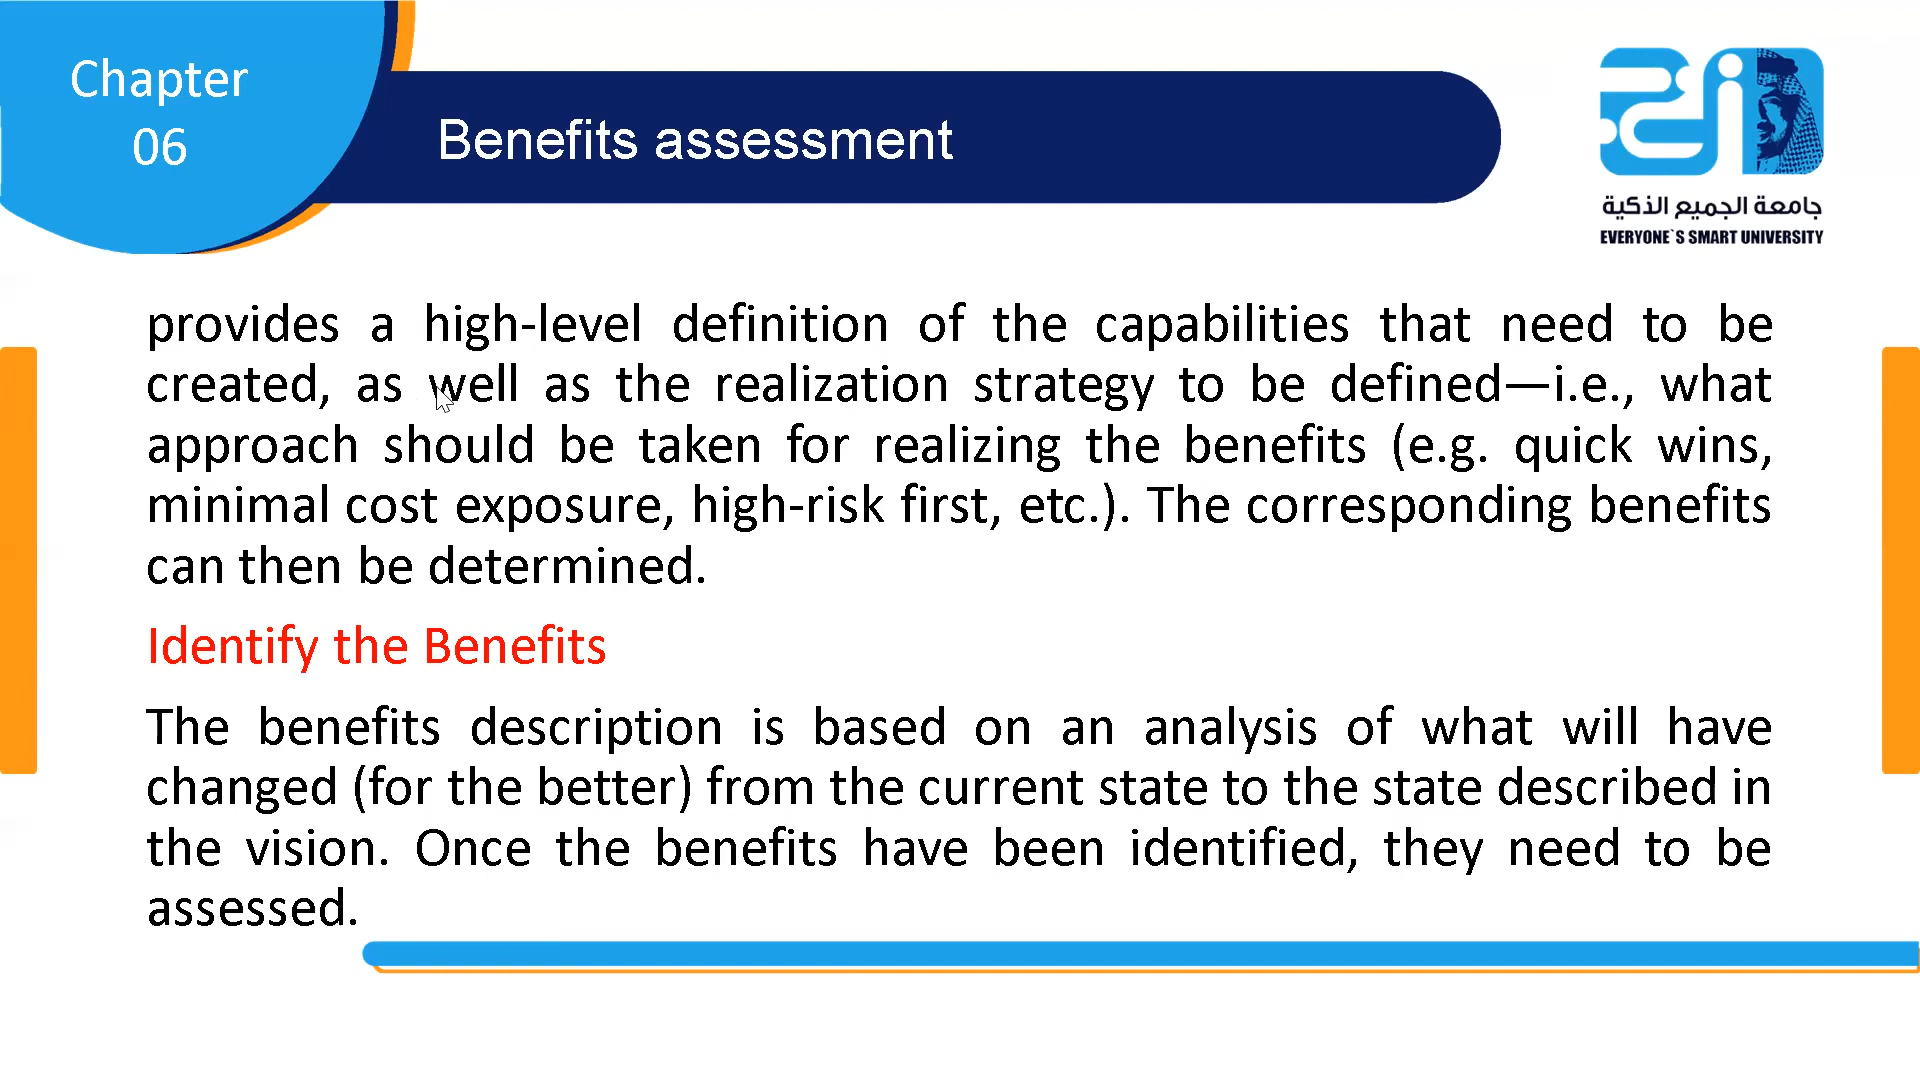 Chapter
06
Benefits assessment
جامعة الجميع الذكية
EVERYONE`S SMART UNIVERSITY
provides a high-level definition of the capabilities that need to be
created, as well as the realization strategy to be defined—i.e., what
approach should be taken for realizing the benefits (e.g. quick wins,
minimal cost exposure, high-risk first, etc.). The corresponding benefits
can then be determined.
Identify the Benefits
The benefits description is based on an analysis of what will have
changed (for the better) from the current state to the state described in
the vision. Once the benefits have been identified, they need to be
assessed.